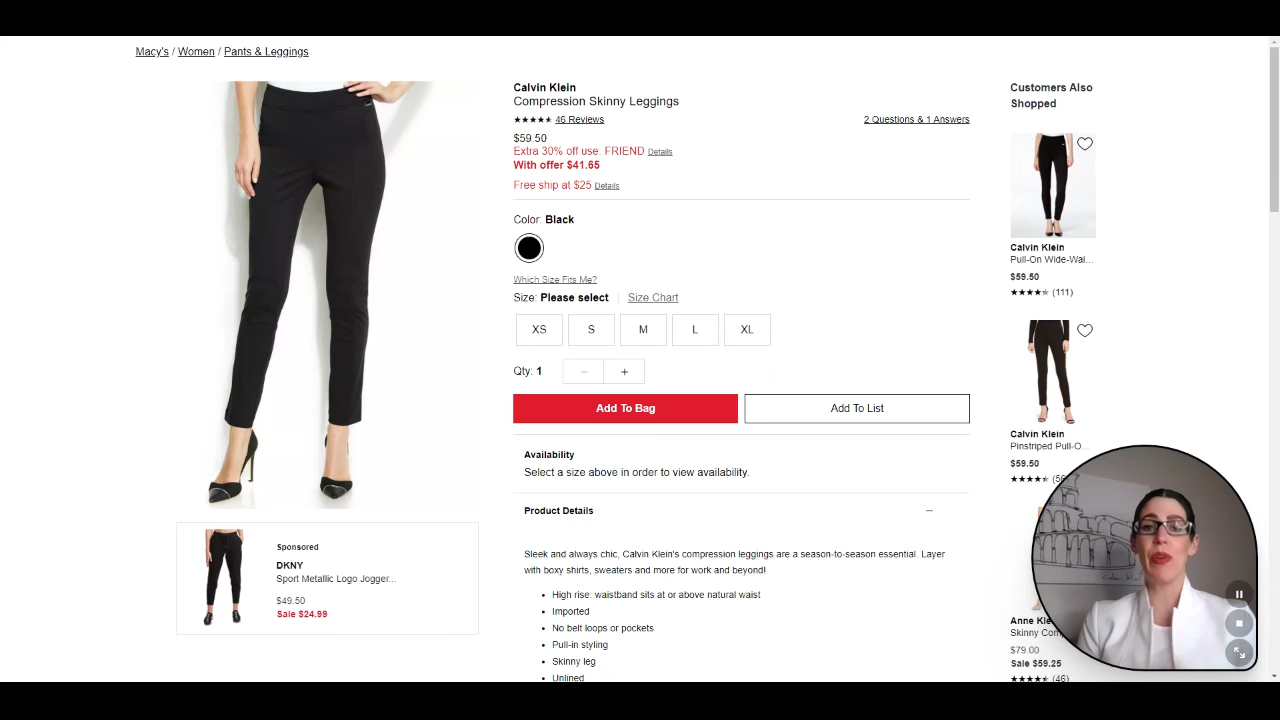 Macy's / Women / Pants & Leggings
Calvin Klein
Compression Skinny Leggings
46 Reviews
2 Questions & 1 Answers
$59.50
Extra 30% off use: FRIEND Details
With offer $41.65
Free ship at $25 Details
Color: Black
Which Size Fits Me?
Size: Please select | Size Chart
XS S M L XL
Qty: 1 − +
Add To Bag
Add To List
Availability
Select a size above in order to view availability.
Product Details
Sleek and always chic, Calvin Klein's compression leggings are a season-to-season essential. Layer
with boxy shirts, sweaters and more for work and beyond!
High rise: waistband sits at or above natural waist
Imported
No belt loops or pockets
Pull-in styling
Skinny leg
Unlined
Sponsored
DKNY
Sport Metallic Logo Jogger...
$49.50
Sale $24.99
Customers Also
Shopped
Calvin Klein
Pull-On Wide-Wai...
$59.50
(111)
Calvin Klein
Pinstriped Pull-O...
$59.50
Anne Kle
Skinny Com
$79.00
Sale $59.25
(46)